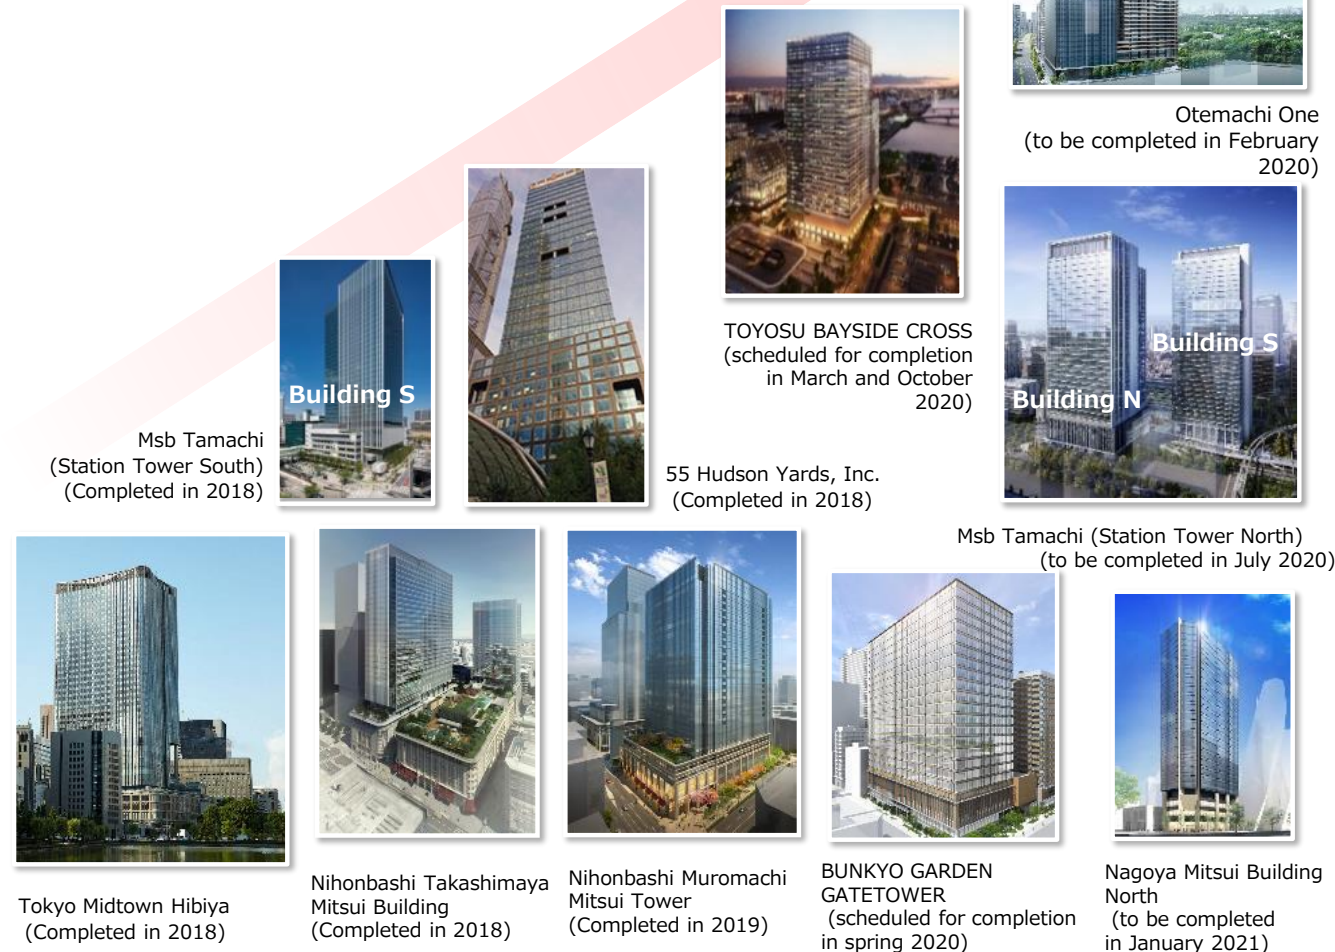 Otemachi One
(to be completed in February
2020)
Building S
Msb Tamachi
(Station Tower South)
(Completed in 2018)
55 Hudson Yards, Inc.
(Completed in 2018)
TOYOSU BAYSIDE CROSS
(scheduled for completion
in March and October
2020)
Building S
Building N
Msb Tamachi (Station Tower North)
(to be completed in July 2020)
Tokyo Midtown Hibiya
(Completed in 2018)
Nihonbashi Takashimaya
Mitsui Building
(Completed in 2018)
Nihonbashi Muromachi
Mitsui Tower
(Completed in 2019)
BUNKYO GARDEN
GATETOWER
(scheduled for completion
in spring 2020)
Nagoya Mitsui Building
North
(to be completed
in January 2021)